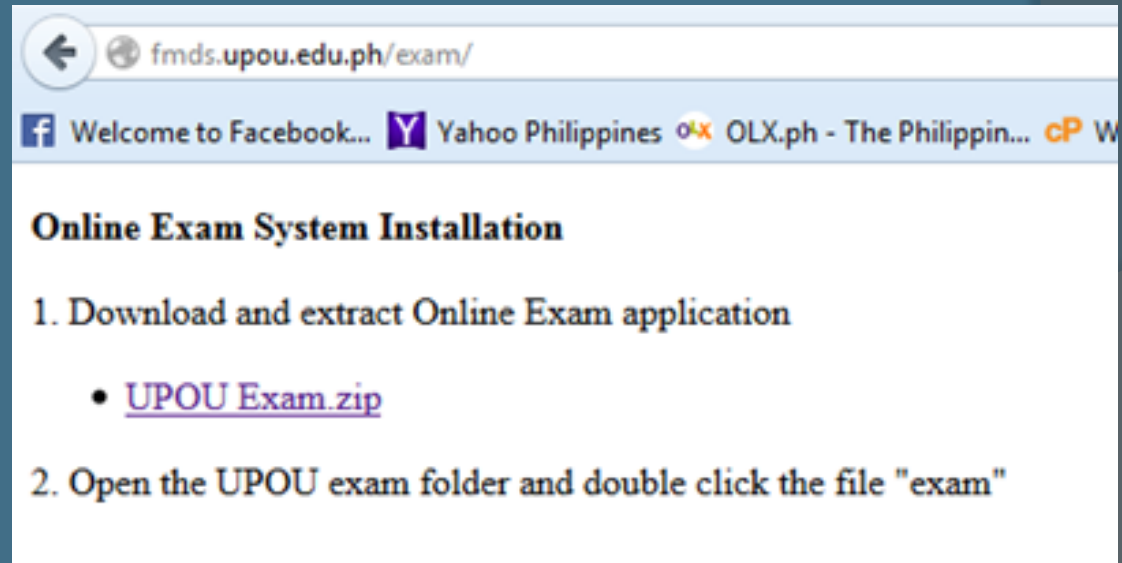 fmds.upou.edu.ph/exam/
Welcome to Facebook... Yahoo Philippines OLX.ph - The Philippin... cP W
Online Exam System Installation
1. Download and extract Online Exam application
• UPOU Exam.zip
2. Open the UPOU exam folder and double click the file "exam"